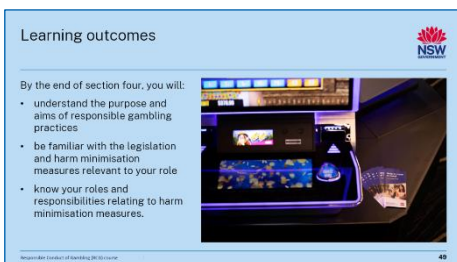 Learning outcomes
NSW
GOVERNMENT
By the end of section four, you will:
• understand the purpose and
aims of responsible gambling
practices
• be familiar with the legislation
and harm minimisation
measures relevant to your role
• know your roles and
responsibilities relating to harm
minimisation measures.
Responsible Conduct of Gambling (RCG) course
49